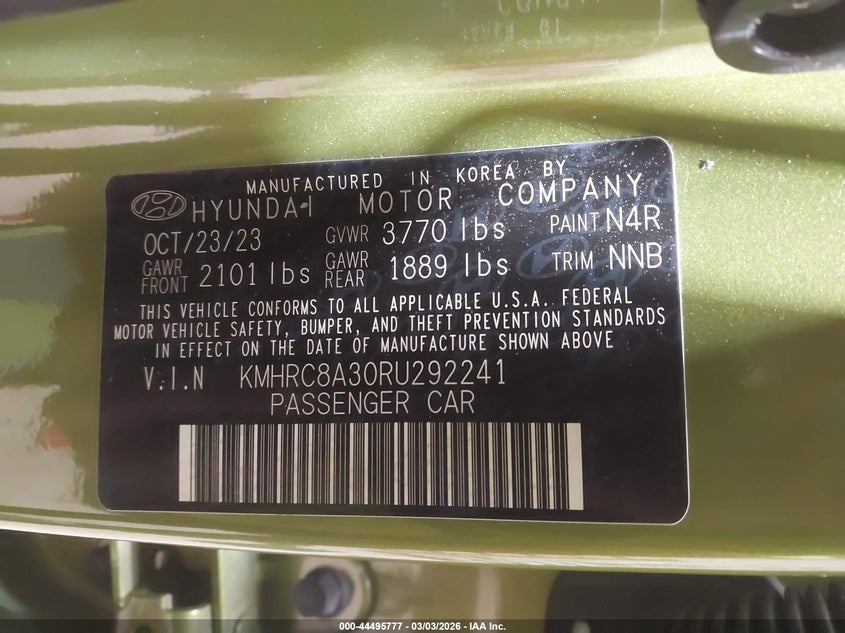 MANUFACTURED IN KOREA BY
HYUNDAI MOTOR COMPANY
OCT/23/23 GVWR 3770 lbs PAINT N4R
GAWR FRONT 2101 lbs GAWR REAR 1889 lbs TRIM NNB
THIS VEHICLE CONFORMS TO ALL APPLICABLE U.S.A. FEDERAL
MOTOR VEHICLE SAFETY, BUMPER, AND THEFT PREVENTION STANDARDS
IN EFFECT ON THE DATE OF MANUFACTURE SHOWN ABOVE
V.I.N KMHRC8A30RU292241
PASSENGER CAR
000-44495777 - 03/03/2026 - IAA Inc.